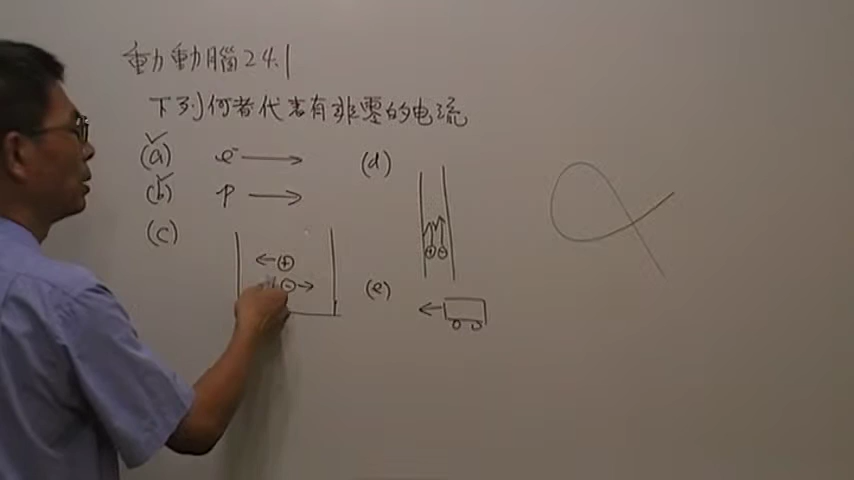 動動腦24.1
下列何者代表有非零的电流
(a) e⁻ →
(b) p →
(c) ← ⊕
⊖ →
(d)
⊕ ⊖
(e) ←